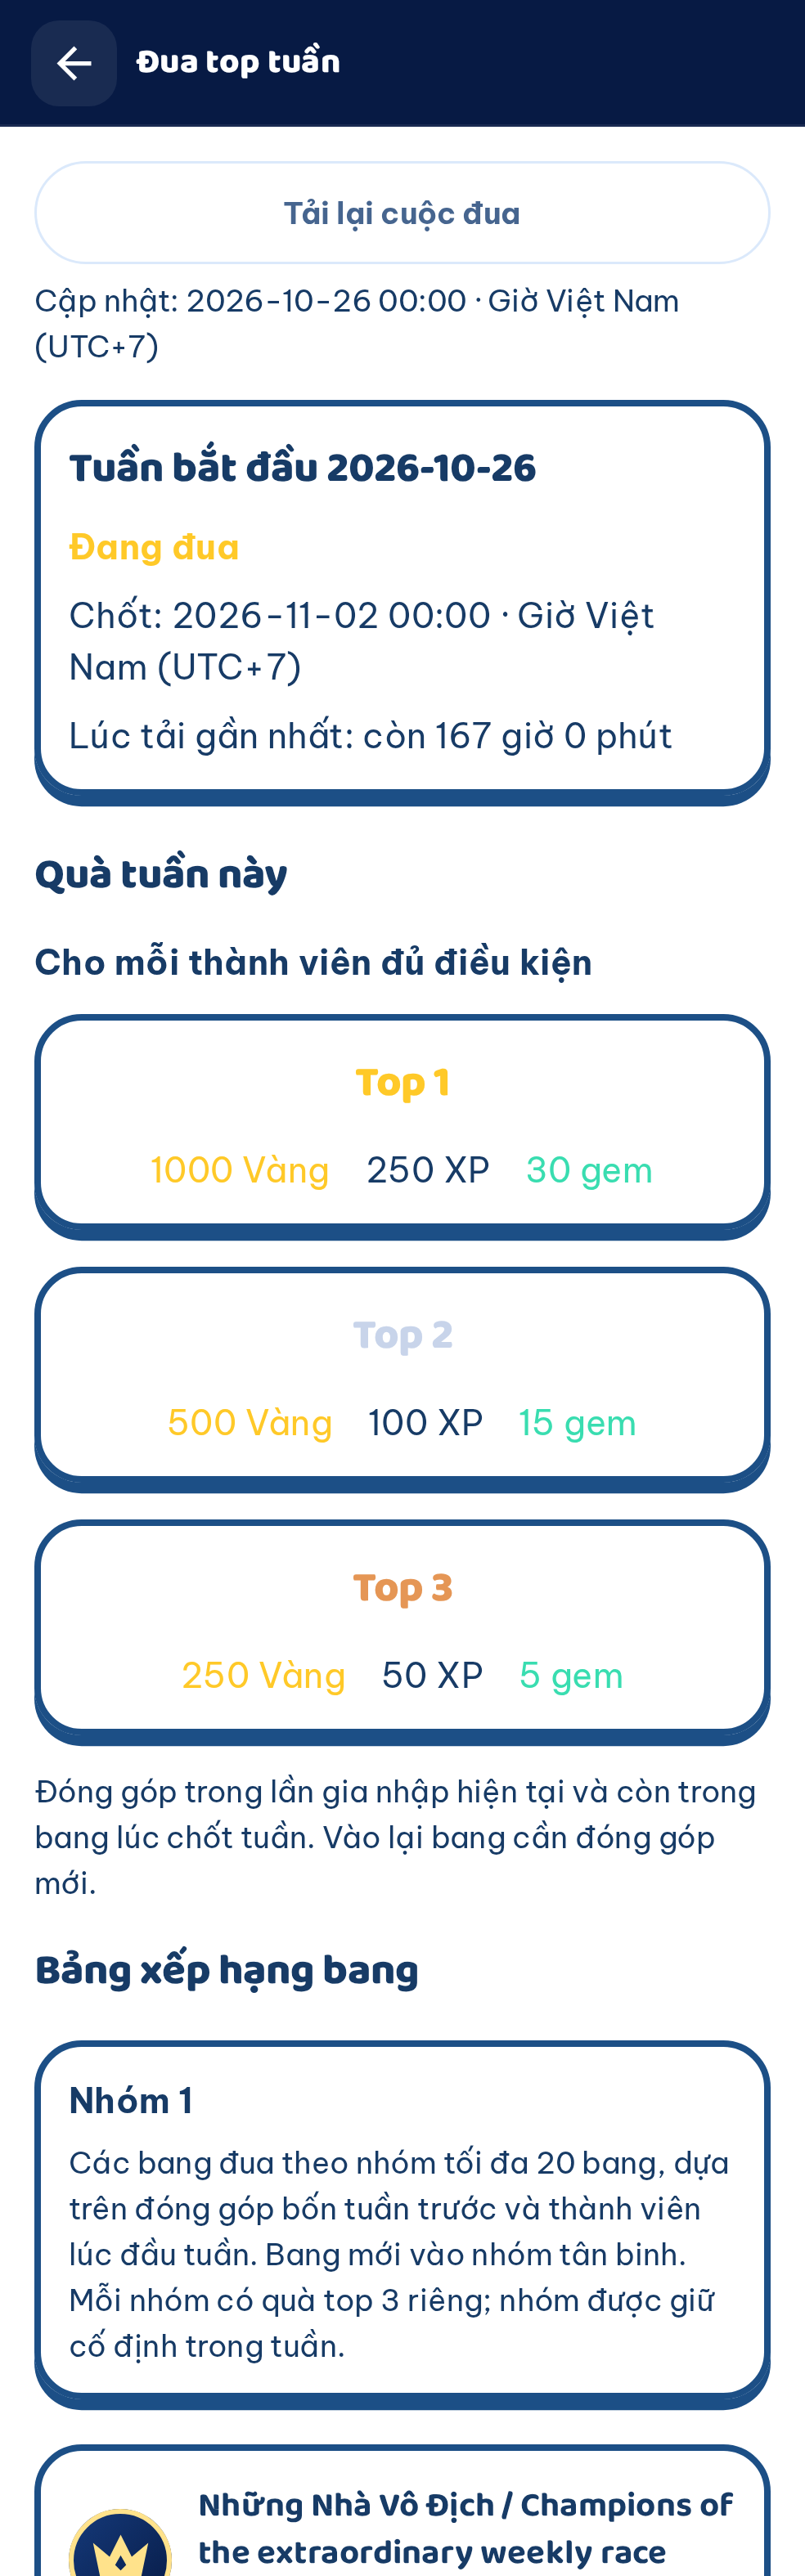 Đua top tuần
Tải lại cuộc đua
Cập nhật: 2026-10-26 00:00 · Giờ Việt Nam
(UTC+7)
Tuần bắt đầu 2026-10-26
Đang đua
Chốt: 2026-11-02 00:00 · Giờ Việt
Nam (UTC+7)
Lúc tải gần nhất: còn 167 giờ 0 phút
Quà tuần này
Cho mỗi thành viên đủ điều kiện
Top 1
1000 Vàng 250 XP 30 gem
Top 2
500 Vàng 100 XP 15 gem
Top 3
250 Vàng 50 XP 5 gem
Đóng góp trong lần gia nhập hiện tại và còn trong
bang lúc chốt tuần. Vào lại bang cần đóng góp
mới.
Bảng xếp hạng bang
Nhóm 1
Các bang đua theo nhóm tối đa 20 bang, dựa
trên đóng góp bốn tuần trước và thành viên
lúc đầu tuần. Bang mới vào nhóm tân binh.
Mỗi nhóm có quà top 3 riêng; nhóm được giữ
cố định trong tuần.
Những Nhà Vô Địch / Champions of
the extraordinary weekly race